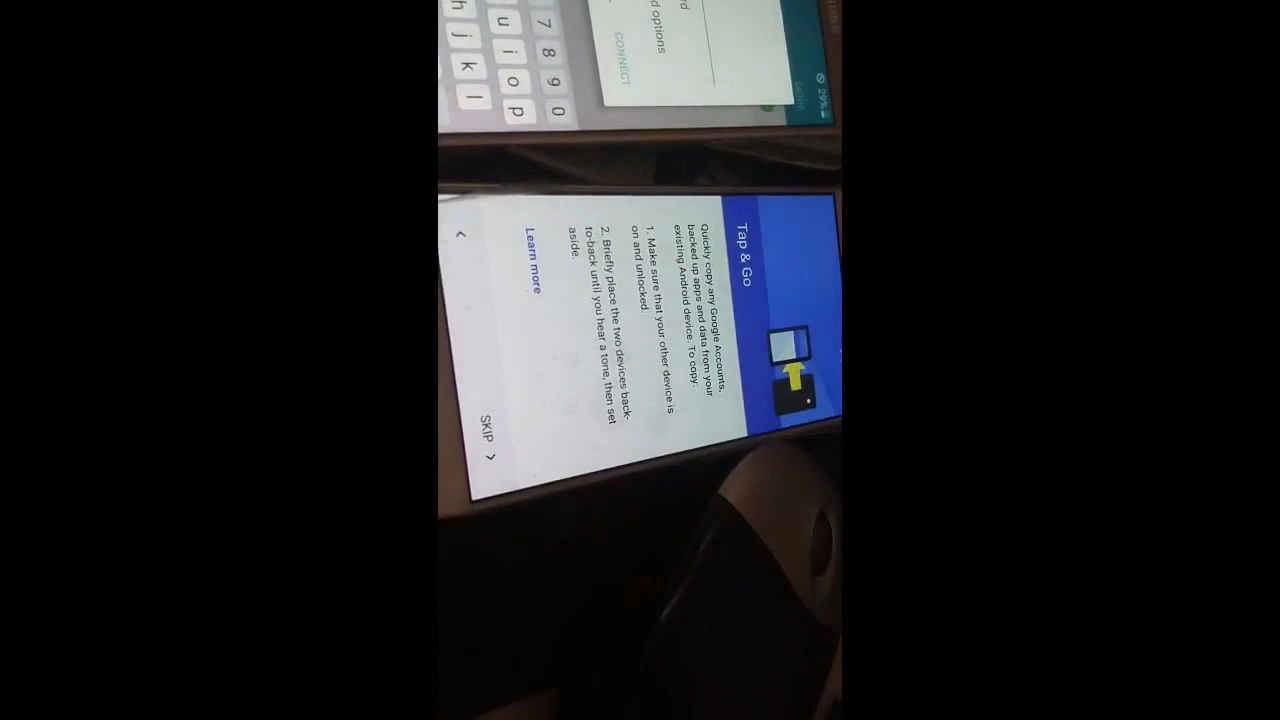 29%
d options
CONNECT
7 8 9 0
u i o p
h j k l
Tap & Go
Quickly copy any Google Accounts,
backed up apps and data from your
existing Android device. To copy:
1. Make sure that your other device is
on and unlocked.
2. Briefly place the two devices back-
to-back until you hear a tone, then set
aside.
Learn more
< SKIP >